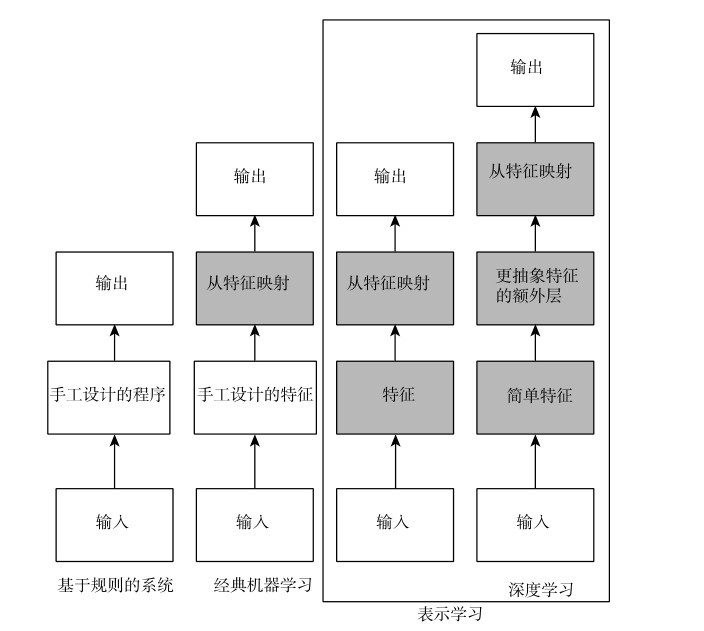 输出
输出
从特征映射
输出
输出
更抽象特征
的额外层
从特征映射
从特征映射
输出
简单特征
特征
手工设计的特征
手工设计的程序
输入
输入
输入
输入
基于规则的系统
经典机器学习
深度学习
表示学习